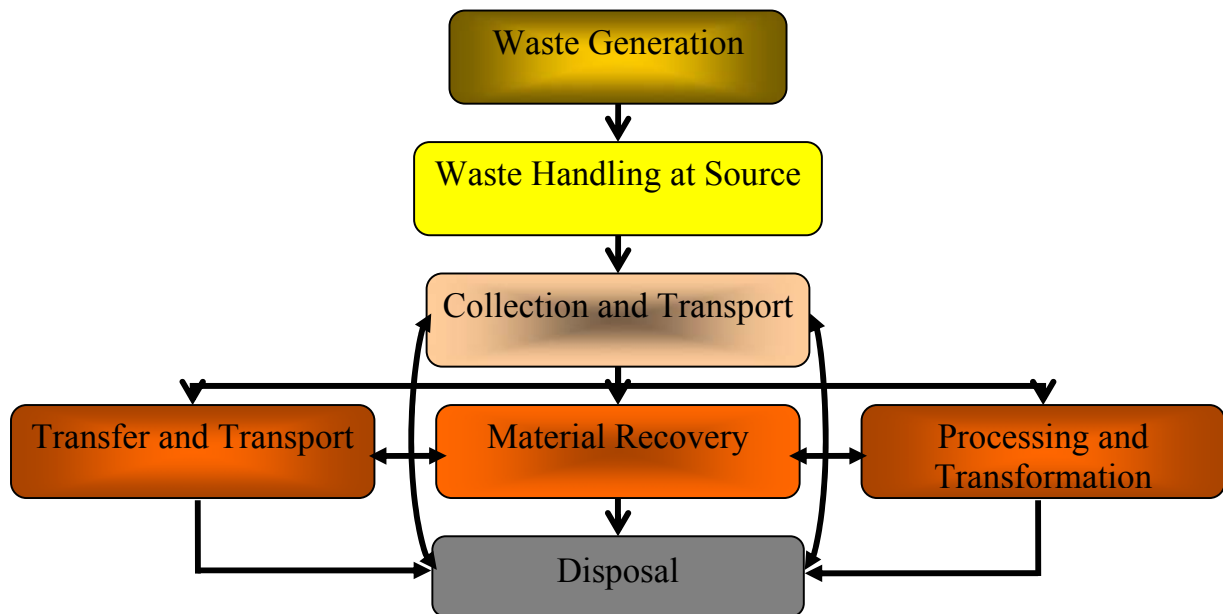 Waste Generation
Waste Handling at Source
Collection and Transport
Transfer and Transport
Material Recovery
Processing and
Transformation
Disposal